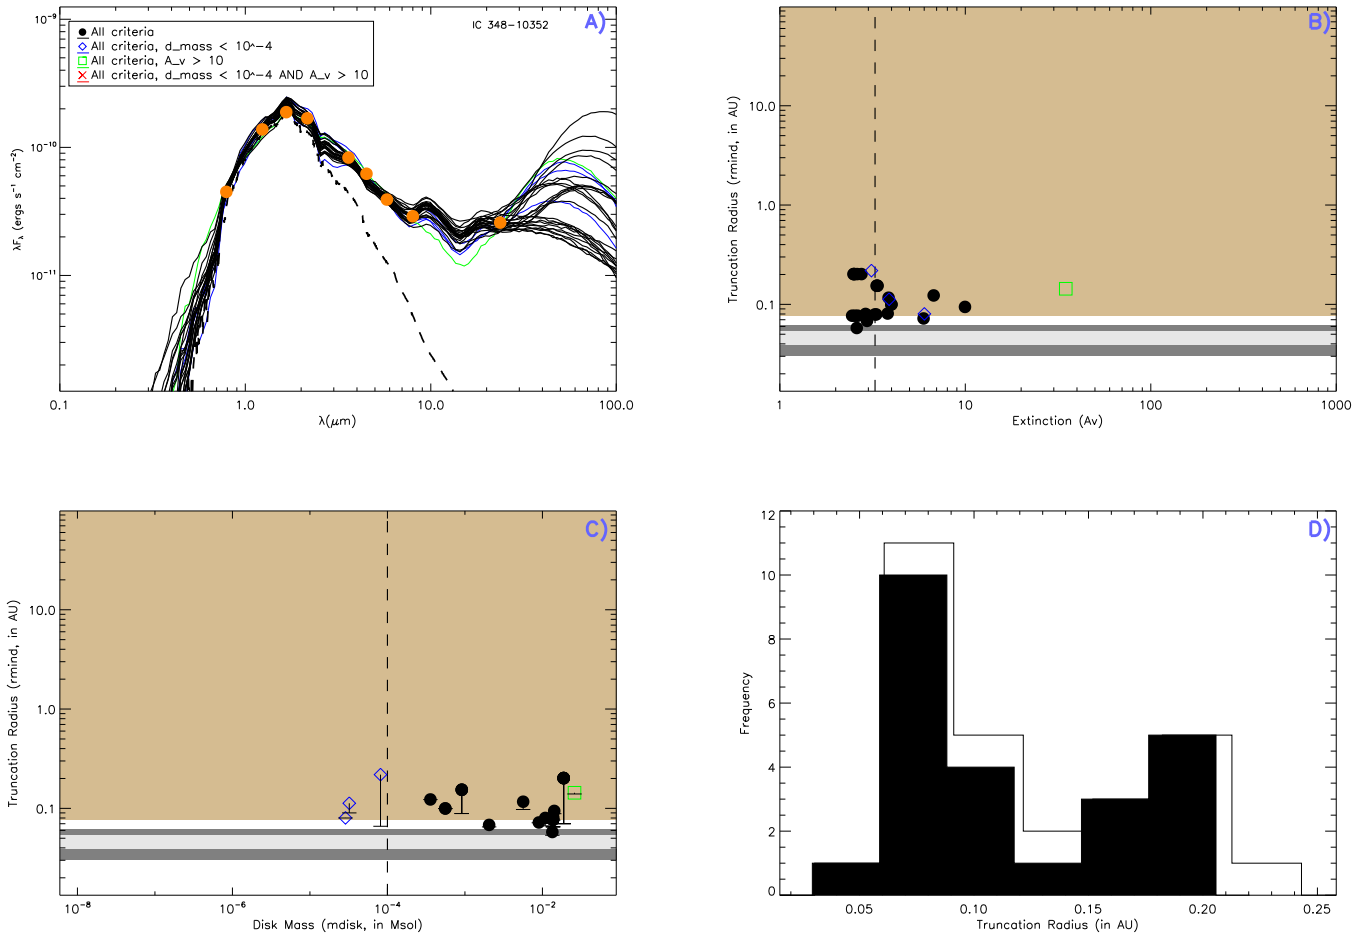 IC 348-10352
A)
All criteria
All criteria, d_mass < 10^-4
All criteria, A_v > 10
All criteria, d_mass < 10^-4 AND A_v > 10
10⁻⁹
10⁻¹⁰
10⁻¹¹
λFλ (ergs s⁻¹ cm⁻²)
0.1
1.0
10.0
100.0
λ(μm)
B)
10.0
1.0
0.1
Truncation Radius (rmind, in AU)
1
10
100
1000
Extinction (Av)
C)
10.0
1.0
0.1
Truncation Radius (rmind, in AU)
10⁻⁸
10⁻⁶
10⁻⁴
10⁻²
Disk Mass (mdisk, in Msol)
D)
12
10
8
6
4
2
0
Frequency
0.05
0.10
0.15
0.20
0.25
Truncation Radius (in AU)